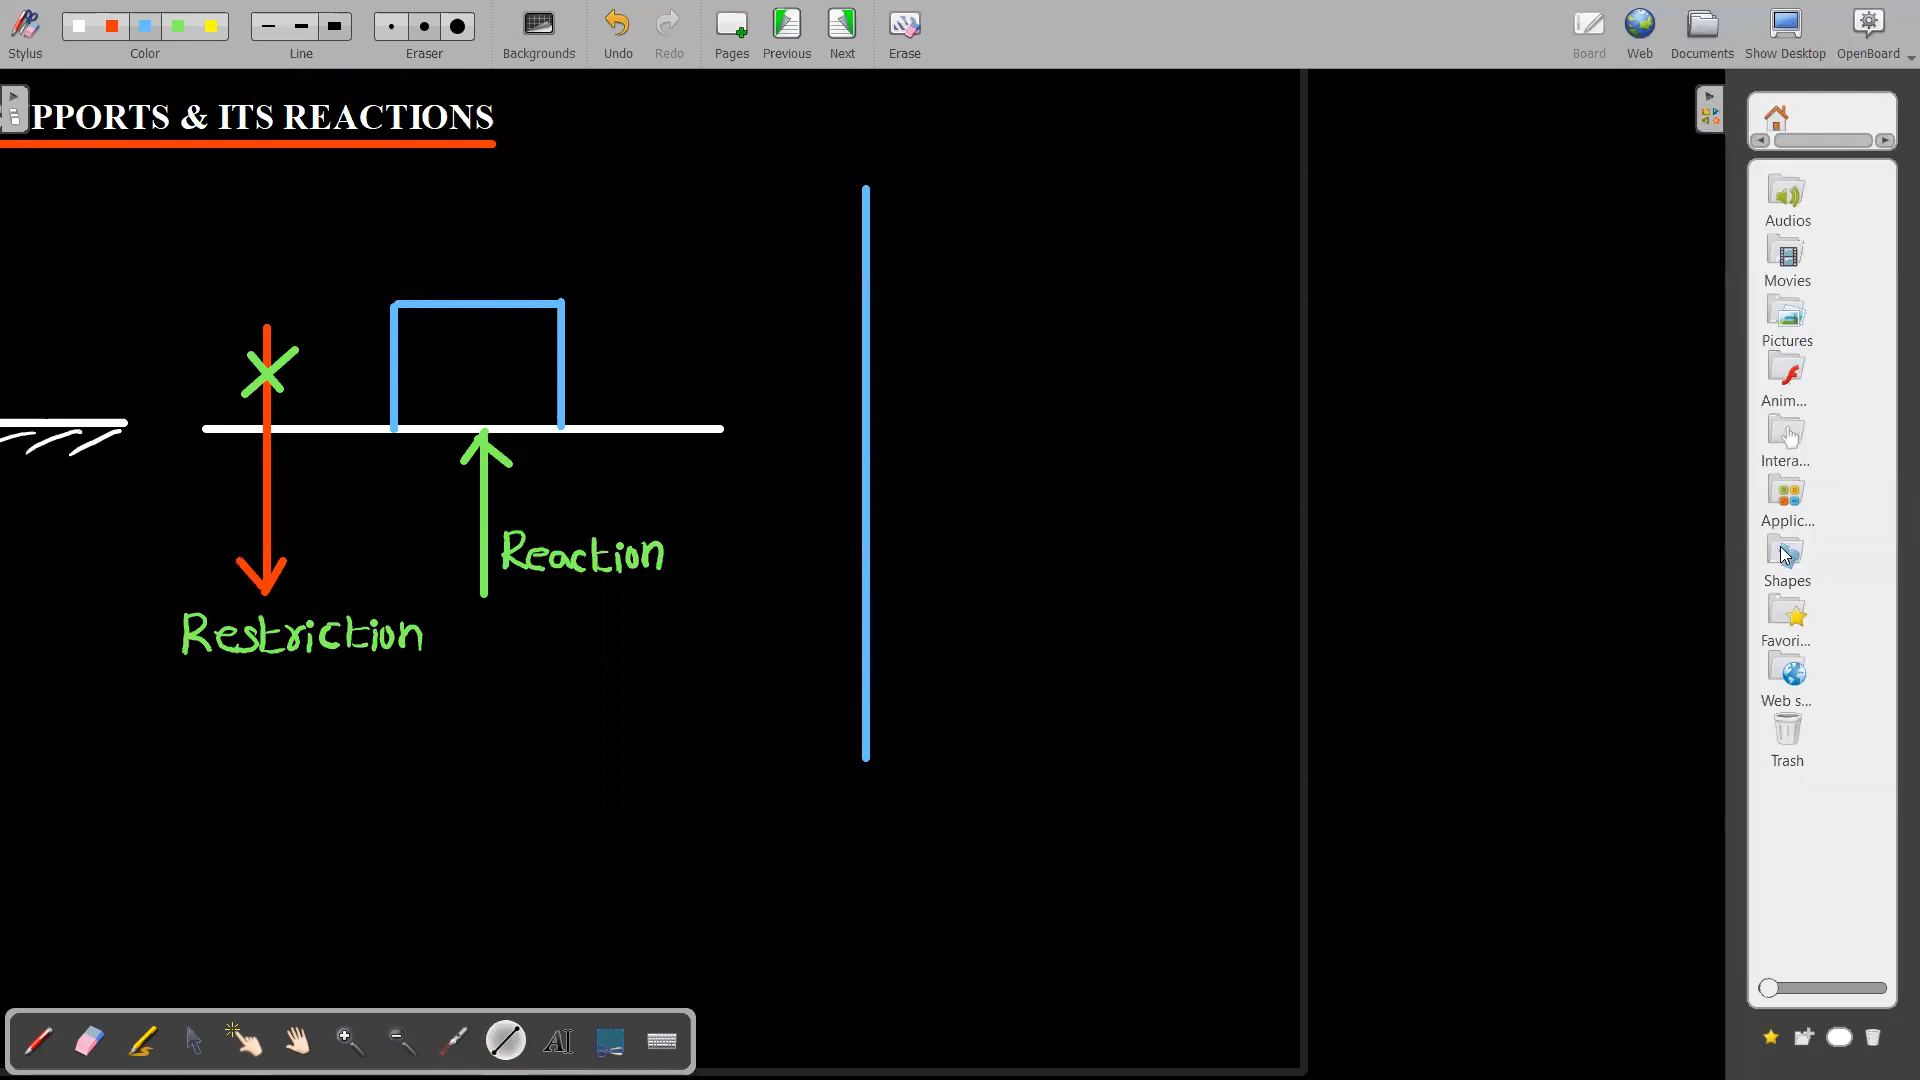 Stylus
Color
Line
Eraser
Backgrounds
Undo
Redo
Pages
Previous
Next
Erase
Board
Web
Documents
Show Desktop
OpenBoard
PPORTS & ITS REACTIONS
Reaction
Restriction
Audios
Movies
Pictures
Anim...
Intera...
Applic...
Shapes
Favori...
Web s...
Trash
AI